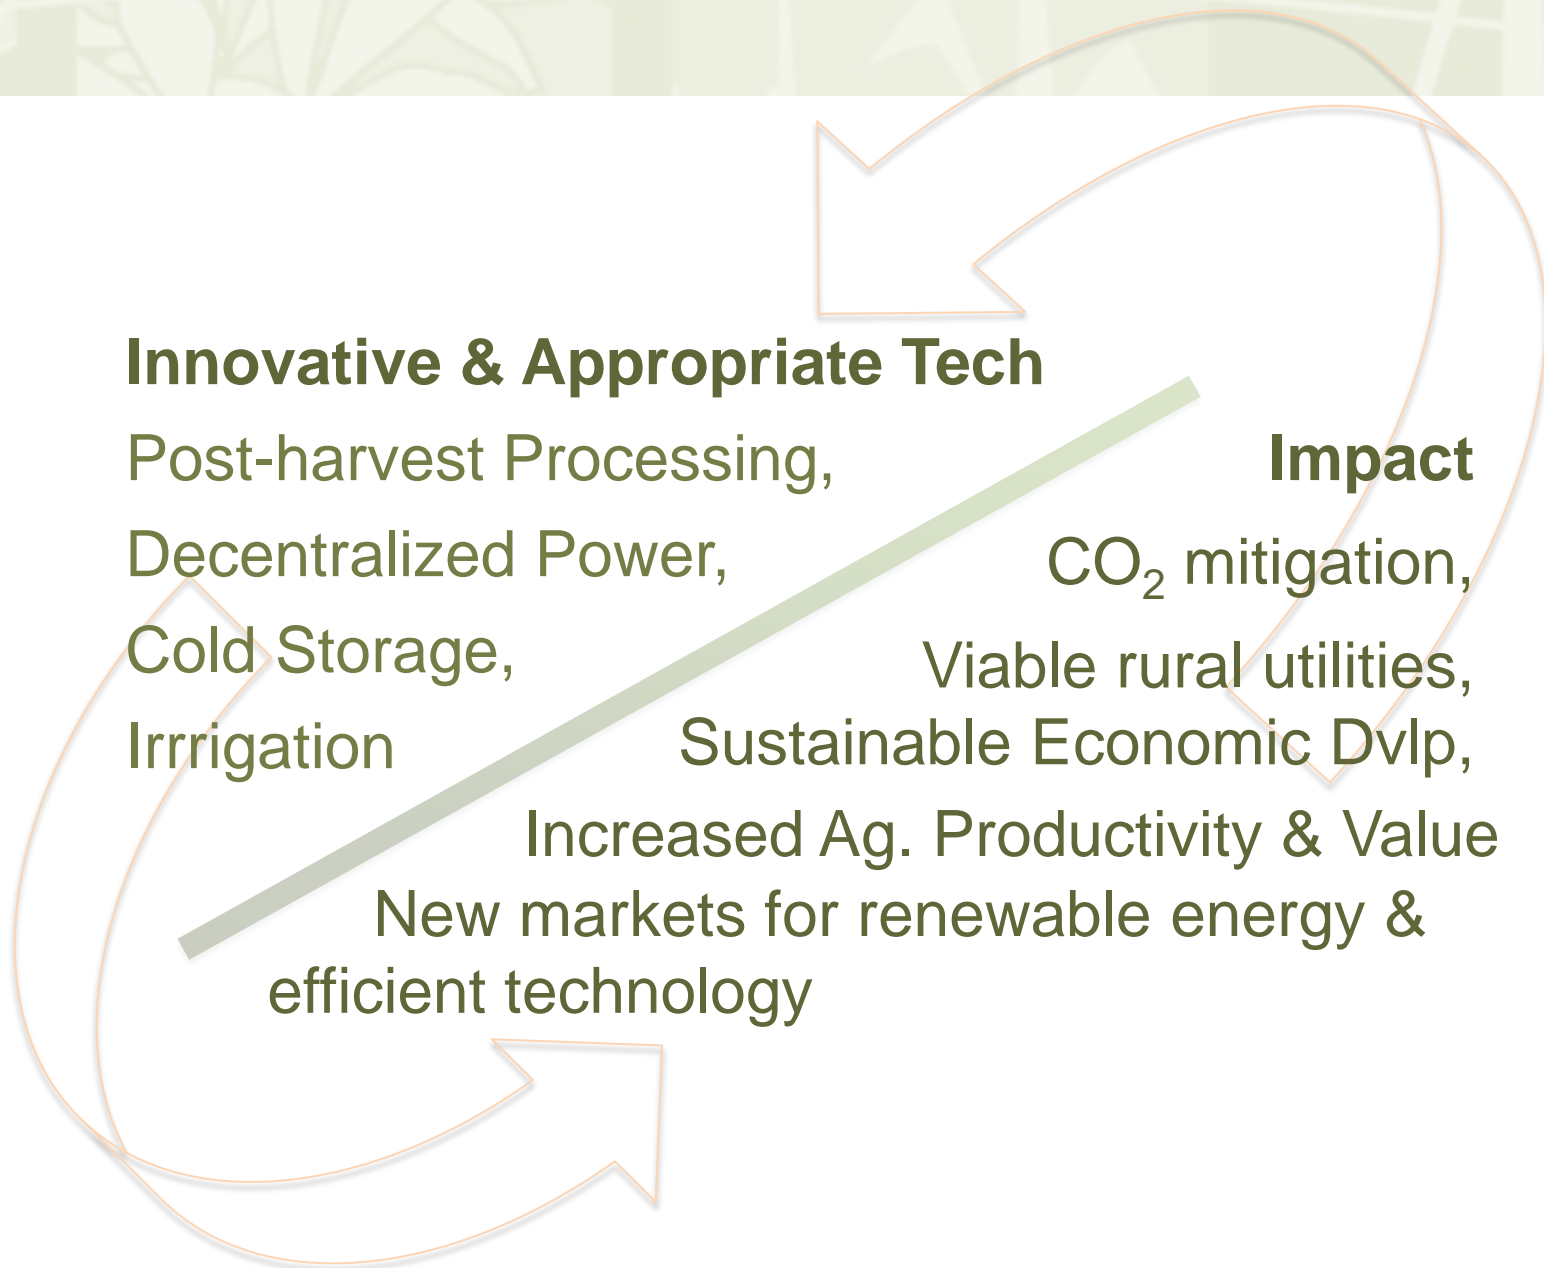 Innovative & Appropriate Tech
Post-harvest Processing,
Decentralized Power,
Cold Storage,
Irrrigation
Impact
CO₂ mitigation,
Viable rural utilities,
Sustainable Economic Dvlp,
Increased Ag. Productivity & Value
New markets for renewable energy &
efficient technology